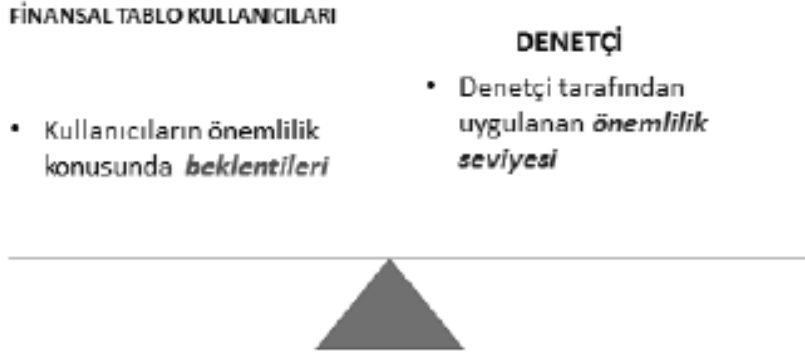 FİNANSAL TABLO KULLANICILARI
• Kullanıcıların önemlilik
konusunda beklentileri
DENETÇİ
• Denetçi tarafından
uygulanan önemlilik
seviyesi